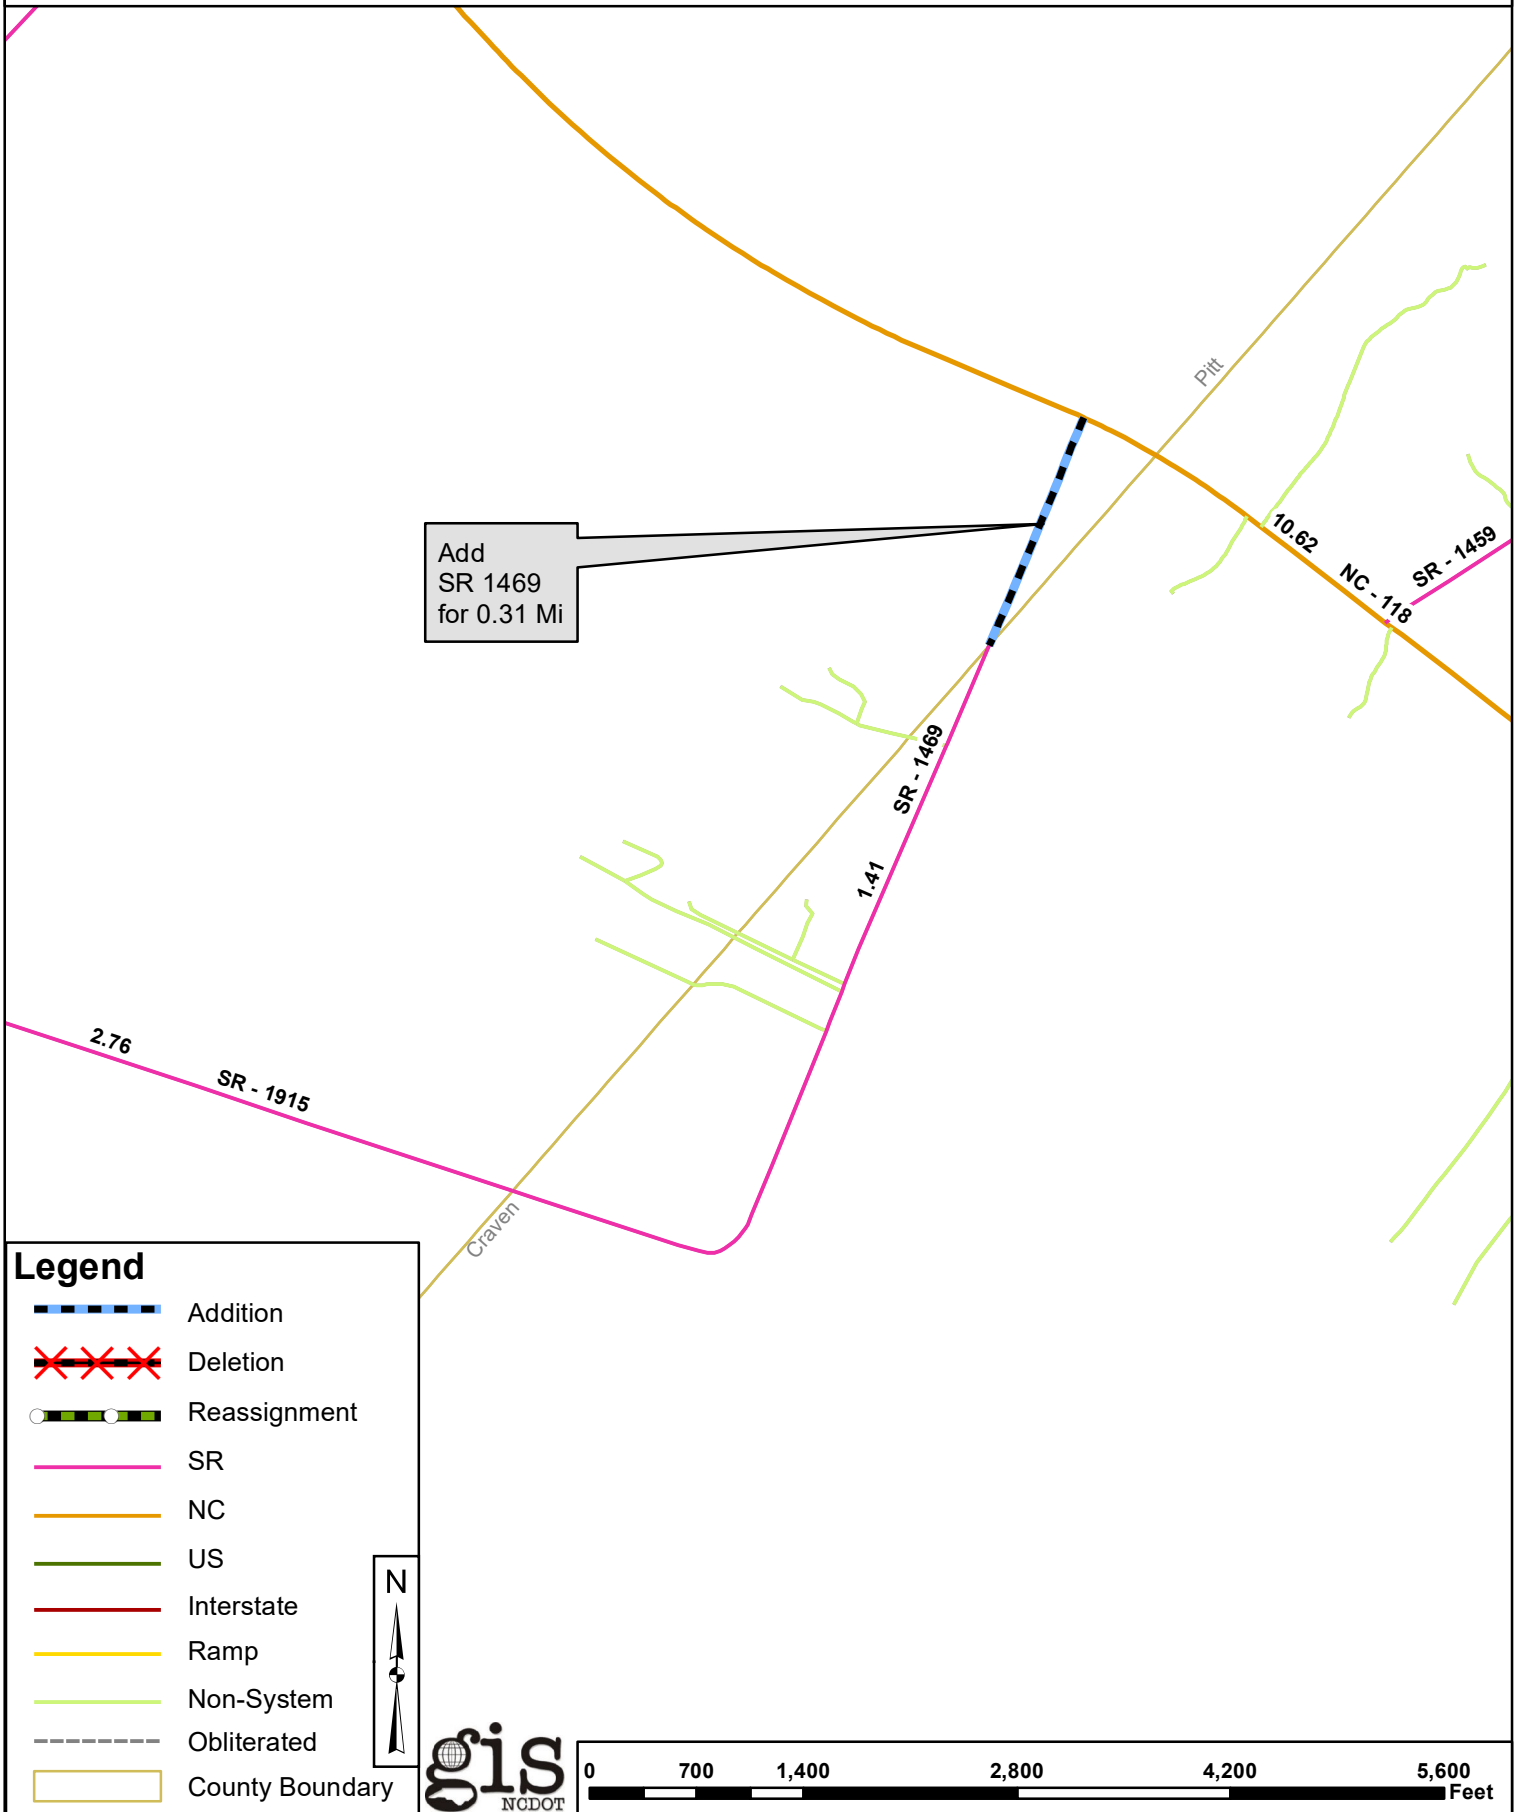 Pitt
10.62
NC - 118
SR - 1459
Add
SR 1469
for 0.31 Mi
SR - 1469
1.41
2.76
SR - 1915
Craven
Legend
Addition
Deletion
Reassignment
SR
NC
US
Interstate
Ramp
Non-System
Obliterated
County Boundary
N
gis
NCDOT
0 700 1,400 2,800 4,200 5,600
Feet